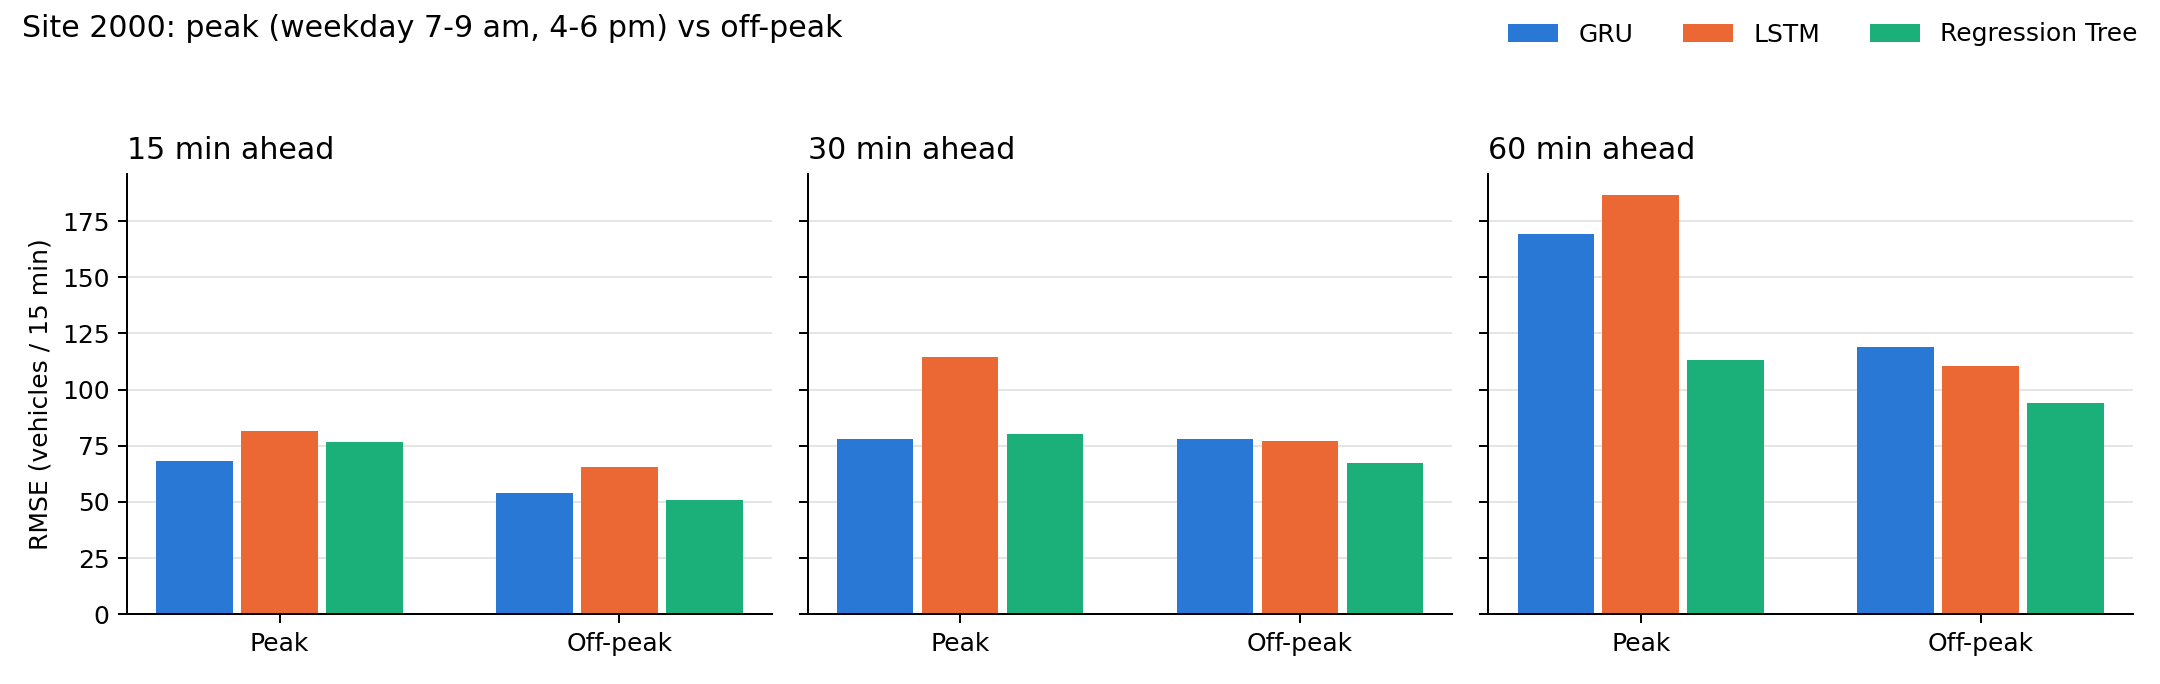 Site 2000: peak (weekday 7-9 am, 4-6 pm) vs off-peak
GRU LSTM Regression Tree
15 min ahead
30 min ahead
60 min ahead
RMSE (vehicles / 15 min)
175
150
125
100
75
50
25
0
Peak Off-peak
Peak Off-peak
Peak Off-peak